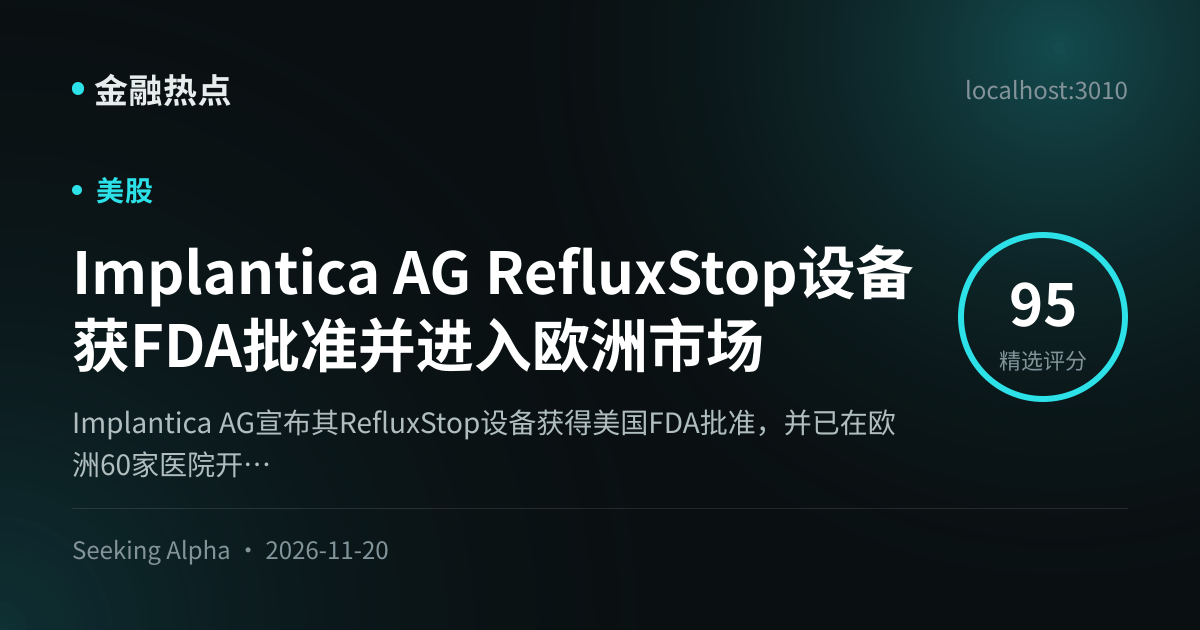 金融热点
localhost:3010
美股
Implantica AG RefluxStop设备
获FDA批准并进入欧洲市场
95
精选评分
Implantica AG宣布其RefluxStop设备获得美国FDA批准，并已在欧
洲60家医院开…
Seeking Alpha · 2026-11-20